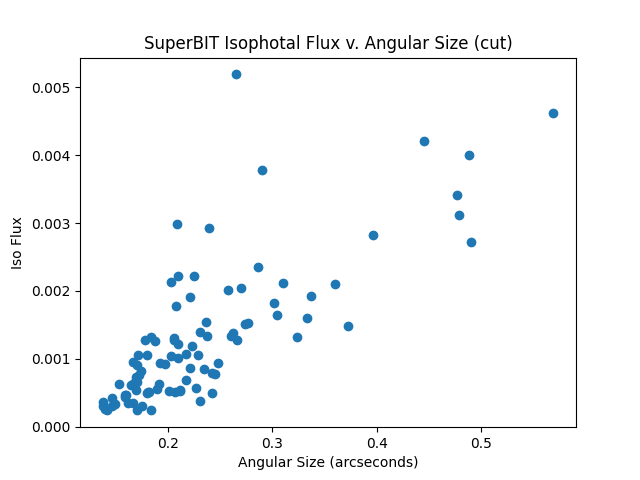 SuperBIT Isophotal Flux v. Angular Size (cut)
0.005
0.004
0.003
0.002
0.001
0.000
Iso Flux
0.2 0.3 0.4 0.5
Angular Size (arcseconds)